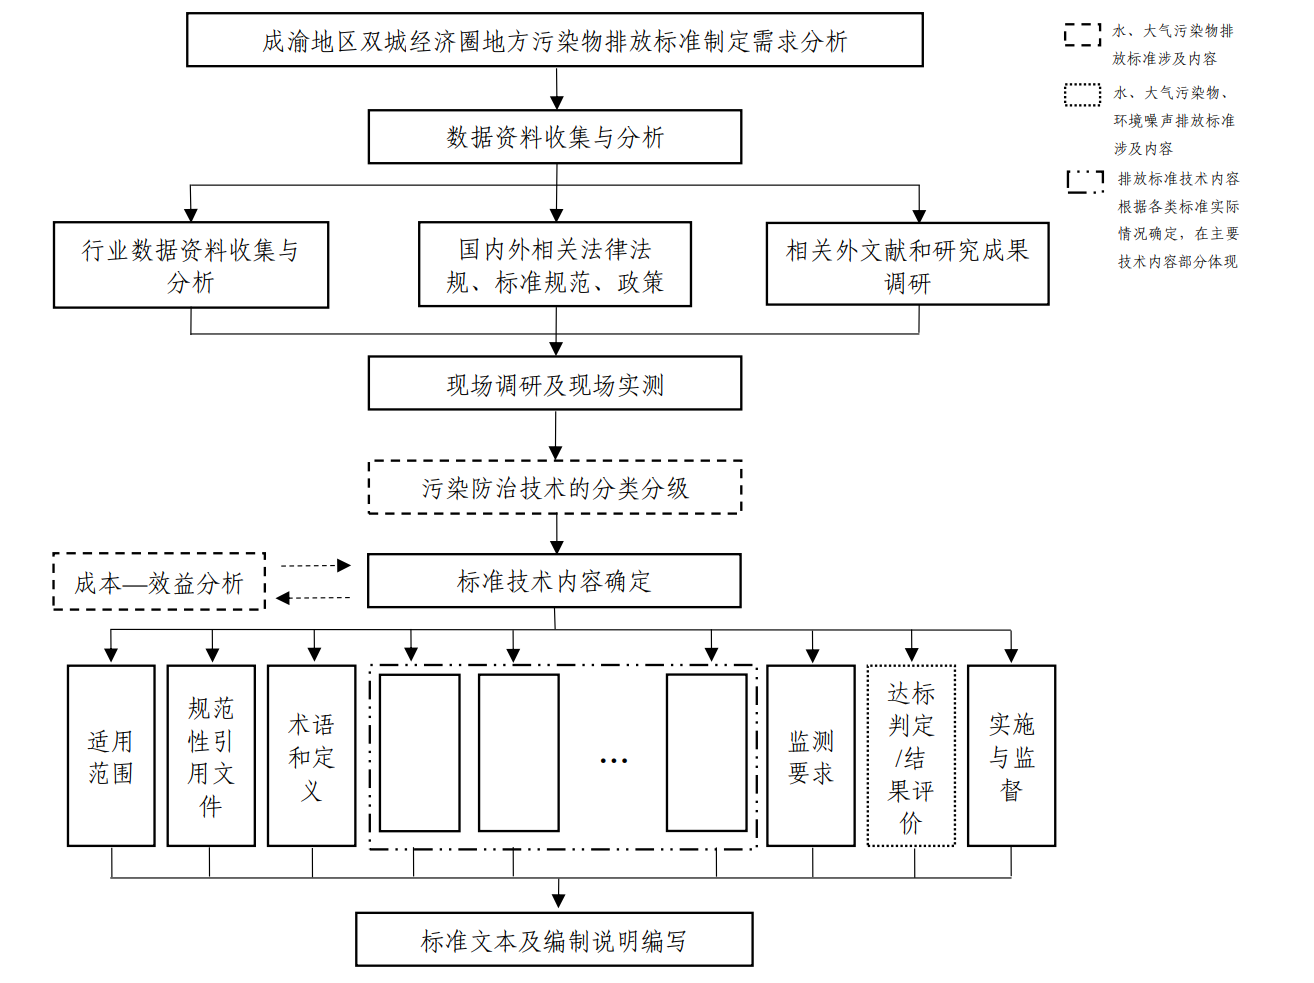 成渝地区双城经济圈地方污染物排放标准制定需求分析
水、大气污染物排
放标准涉及内容
水、大气污染物、
环境噪声排放标准
涉及内容
排放标准技术内容
根据各类标准实际
情况确定，在主要
技术内容部分体现
数据资料收集与分析
行业数据资料收集与
分析
国内外相关法律法
规、标准规范、政策
相关外文献和研究成果
调研
现场调研及现场实测
污染防治技术的分类分级
成本—效益分析
标准技术内容确定
适用
范围
规范
性引
用文
件
术语
和定
义
…
监测
要求
达标
判定
/结
果评
价
实施
与监
督
标准文本及编制说明编写